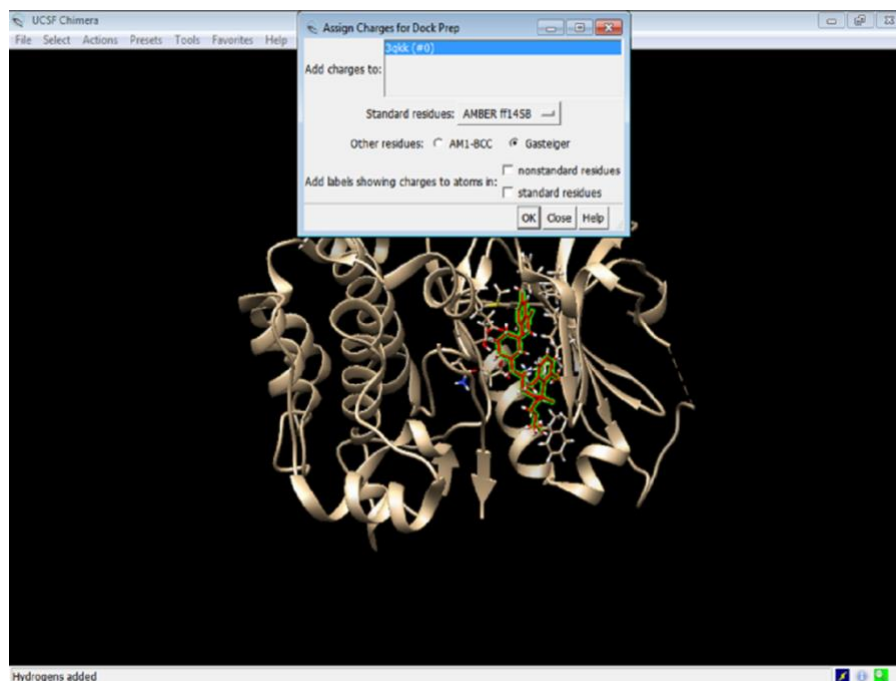 UCSF Chimera
File Select Actions Presets Tools Favorites Help
Assign Charges for Dock Prep
3qkk (#0)
Add charges to:
Standard residues: AMBER ff14SB
Other residues: AM1-BCC Gasteiger
Add labels showing charges to atoms in: nonstandard residues
standard residues
OK Close Help
Hydrogens added